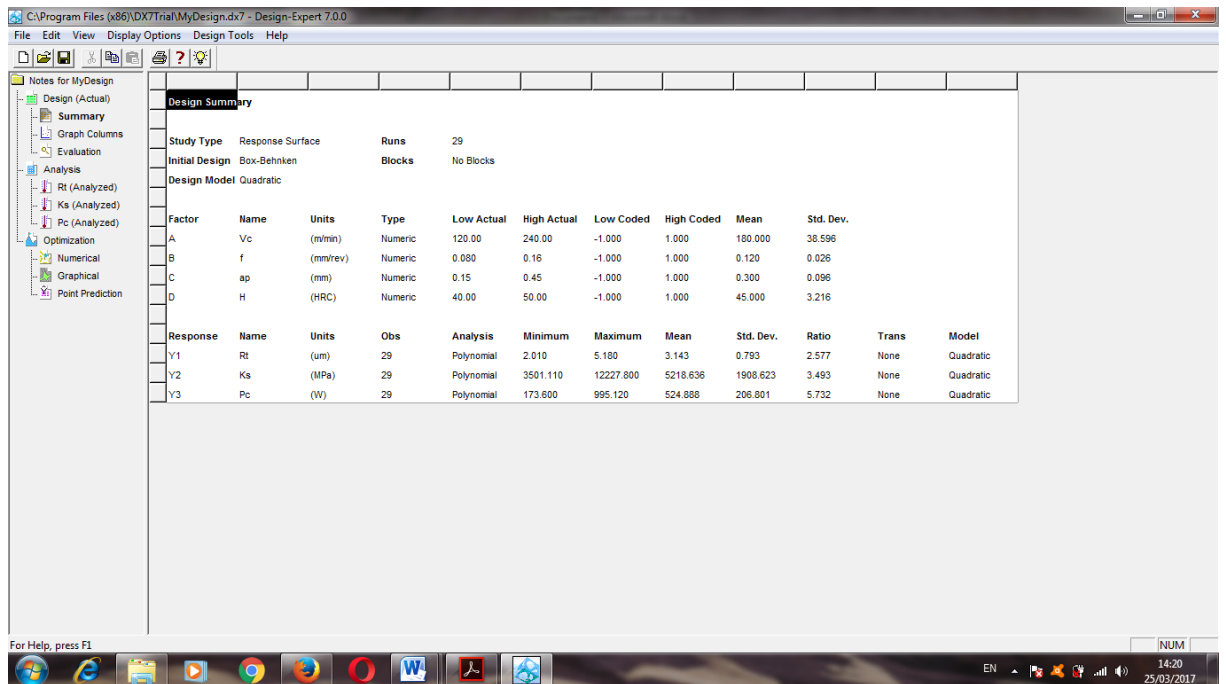 C:\Program Files (x86)\DX7Trial\MyDesign.dx7 - Design-Expert 7.0.0
File Edit View Display Options Design Tools Help
Notes for MyDesign
Design (Actual)
Summary
Graph Columns
Evaluation
Analysis
Rt (Analyzed)
Ks (Analyzed)
Pc (Analyzed)
Optimization
Numerical
Graphical
Point Prediction
Design Summary
Study Type Response Surface Runs 29
Initial Design Box-Behnken Blocks No Blocks
Design Model Quadratic
Factor Name Units Type Low Actual High Actual Low Coded High Coded Mean Std. Dev.
A Vc (m/min) Numeric 120.00 240.00 -1.000 1.000 180.000 38.596
B f (mm/rev) Numeric 0.080 0.16 -1.000 1.000 0.120 0.026
C ap (mm) Numeric 0.15 0.45 -1.000 1.000 0.300 0.096
D H (HRC) Numeric 40.00 50.00 -1.000 1.000 45.000 3.216
Response Name Units Obs Analysis Minimum Maximum Mean Std. Dev. Ratio Trans Model
Y1 Rt (um) 29 Polynomial 2.010 5.180 3.143 0.793 2.577 None Quadratic
Y2 Ks (MPa) 29 Polynomial 3501.110 12227.800 5218.636 1908.623 3.493 None Quadratic
Y3 Pc (W) 29 Polynomial 173.600 995.120 524.888 206.801 5.732 None Quadratic
For Help, press F1
NUM
EN
14:20
25/03/2017